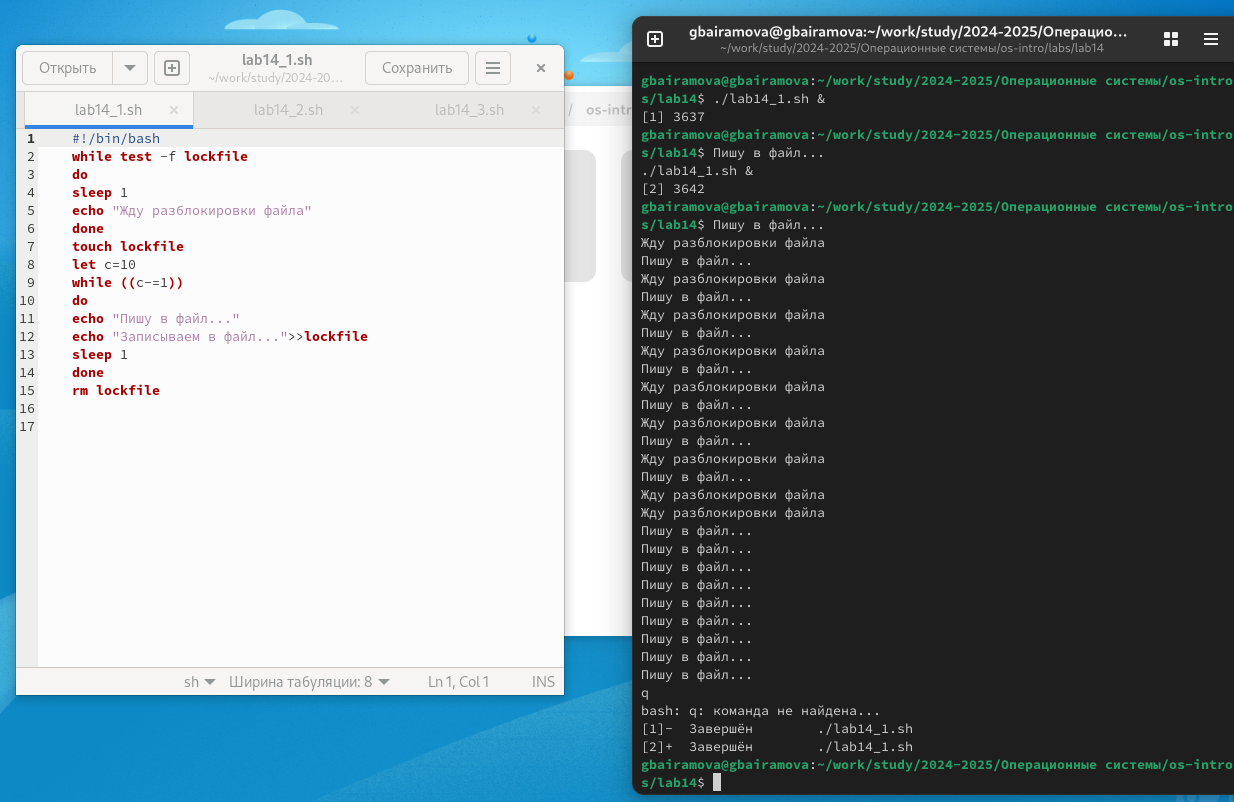 Открыть
lab14_1.sh
~/work/study/2024-20...
Сохранить
lab14_1.sh
lab14_2.sh
lab14_3.sh
1 #!/bin/bash
2 while test -f lockfile
3 do
4 sleep 1
5 echo "Жду разблокировки файла"
6 done
7 touch lockfile
8 let c=10
9 while ((c-=1))
10 do
11 echo "Пишу в файл..."
12 echo "Записываем в файл...">>lockfile
13 sleep 1
14 done
15 rm lockfile
16
17
sh
Ширина табуляции: 8
Ln 1, Col 1
INS
/ os-intr
gbairamova@gbairamova:~/work/study/2024-2025/Операцио...
~/work/study/2024-2025/Операционные системы/os-intro/labs/lab14
gbairamova@gbairamova:~/work/study/2024-2025/Операционные системы/os-intro
s/lab14$ ./lab14_1.sh &
[1] 3637
gbairamova@gbairamova:~/work/study/2024-2025/Операционные системы/os-intro
s/lab14$ Пишу в файл...
./lab14_1.sh &
[2] 3642
gbairamova@gbairamova:~/work/study/2024-2025/Операционные системы/os-intro
s/lab14$ Пишу в файл...
Жду разблокировки файла
Пишу в файл...
Жду разблокировки файла
Пишу в файл...
Жду разблокировки файла
Пишу в файл...
Жду разблокировки файла
Пишу в файл...
Жду разблокировки файла
Пишу в файл...
Жду разблокировки файла
Пишу в файл...
Жду разблокировки файла
Пишу в файл...
Жду разблокировки файла
Жду разблокировки файла
Пишу в файл...
Пишу в файл...
Пишу в файл...
Пишу в файл...
Пишу в файл...
Пишу в файл...
Пишу в файл...
Пишу в файл...
Пишу в файл...
q
bash: q: команда не найдена...
[1]-  Завершён        ./lab14_1.sh
[2]+  Завершён        ./lab14_1.sh
gbairamova@gbairamova:~/work/study/2024-2025/Операционные системы/os-intro
s/lab14$